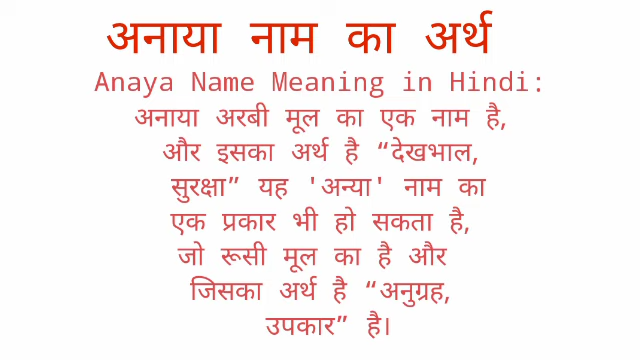 अनाया नाम का अर्थ
Anaya Name Meaning in Hindi:
अनाया अरबी मूल का एक नाम है,
और इसका अर्थ है “देखभाल,
सुरक्षा” यह 'अन्या' नाम का
एक प्रकार भी हो सकता है,
जो रूसी मूल का है और
जिसका अर्थ है “अनुग्रह,
उपकार” है।